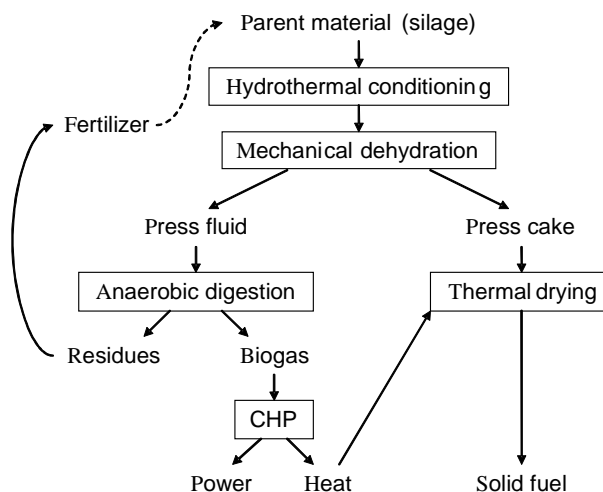 Parent material (silage)
Hydrothermal conditioning
Fertilizer
Mechanical dehydration
Press fluid
Press cake
Anaerobic digestion
Thermal drying
Residues
Biogas
CHP
Power
Heat
Solid fuel